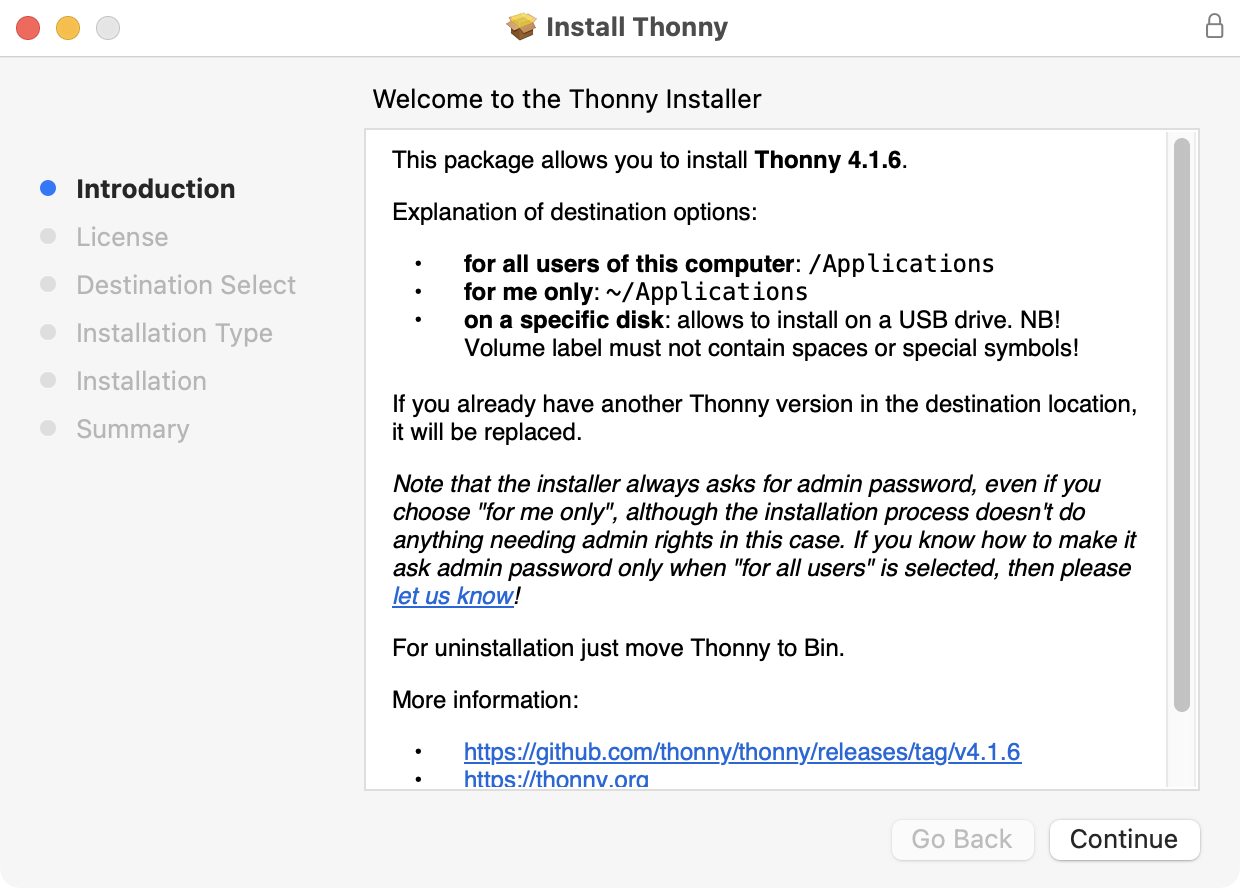 Install Thonny
Welcome to the Thonny Installer
Introduction
License
Destination Select
Installation Type
Installation
Summary
This package allows you to install Thonny 4.1.6.
Explanation of destination options:
• for all users of this computer: /Applications
• for me only: ~/Applications
• on a specific disk: allows to install on a USB drive. NB!
Volume label must not contain spaces or special symbols!
If you already have another Thonny version in the destination location,
it will be replaced.
Note that the installer always asks for admin password, even if you
choose "for me only", although the installation process doesn't do
anything needing admin rights in this case. If you know how to make it
ask admin password only when "for all users" is selected, then please
let us know!
For uninstallation just move Thonny to Bin.
More information:
• https://github.com/thonny/thonny/releases/tag/v4.1.6
• https://thonny.org
Go Back
Continue